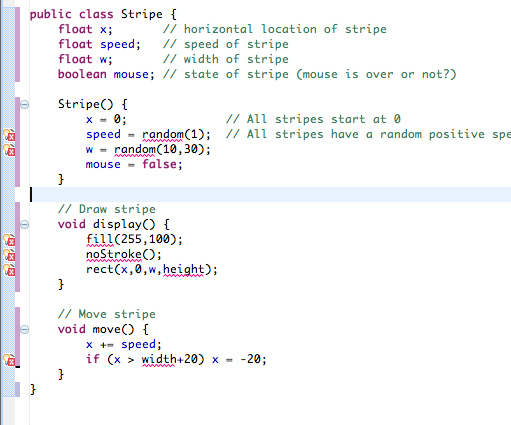 public class Stripe {
float x; // horizontal location of stripe
float speed; // speed of stripe
float w; // width of stripe
boolean mouse; // state of stripe (mouse is over or not?)
Stripe() {
x = 0; // All stripes start at 0
speed = random(1); // All stripes have a random positive spe
w = random(10,30);
mouse = false;
}
// Draw stripe
void display() {
fill(255,100);
noStroke();
rect(x,0,w,height);
}
// Move stripe
void move() {
x += speed;
if (x > width+20) x = -20;
}
}